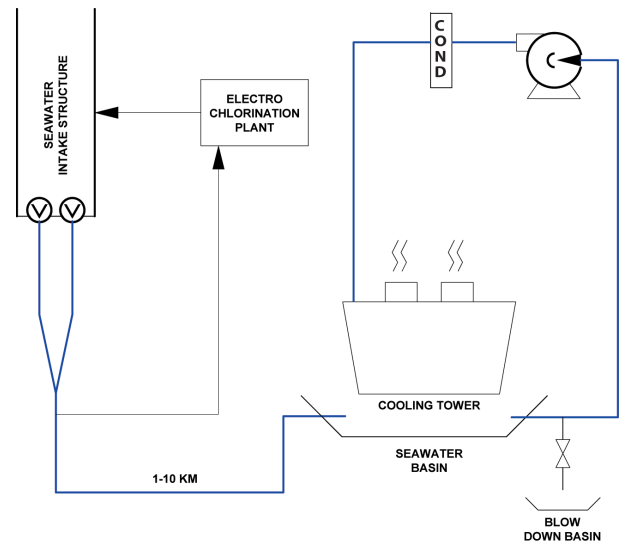 SEAWATER
INTAKE STRUCTURE
ELECTRO
CHLORINATION
PLANT
C
O
N
D
COOLING TOWER
SEAWATER
BASIN
1-10 KM
BLOW
DOWN BASIN